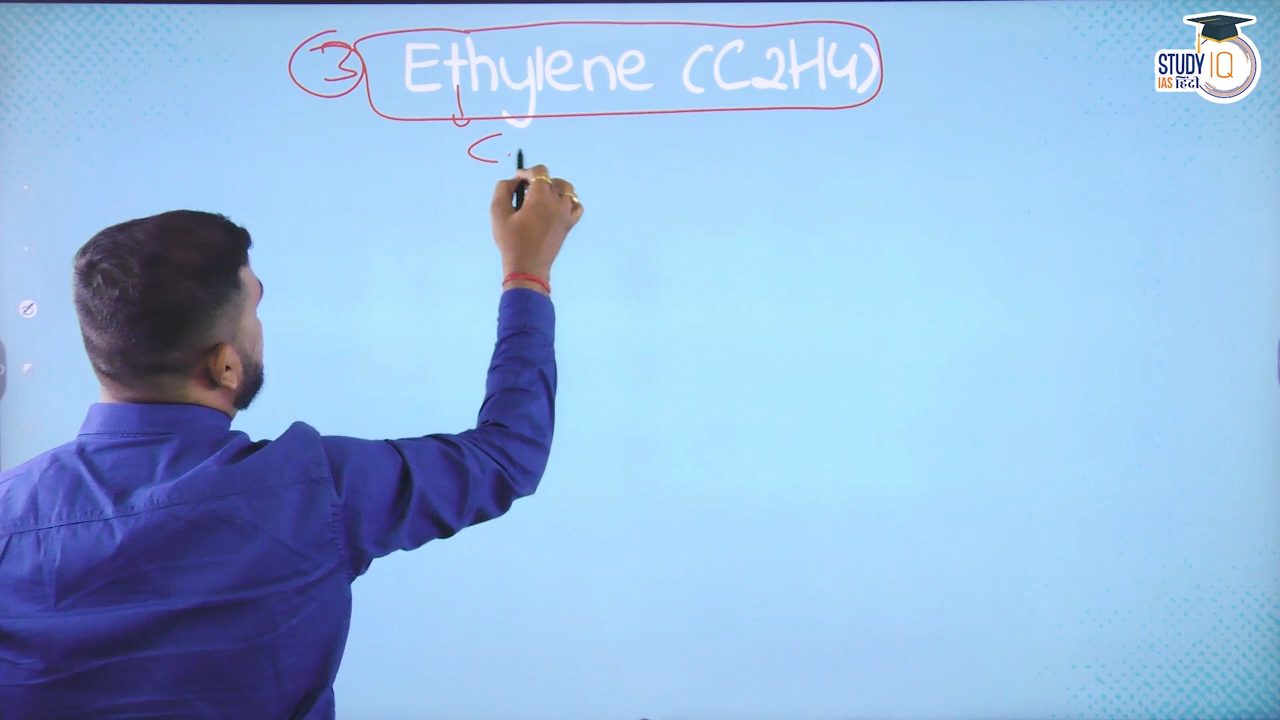 3 Ethylene (C2H4)
C
STUDY IQ
IAS हिंदी